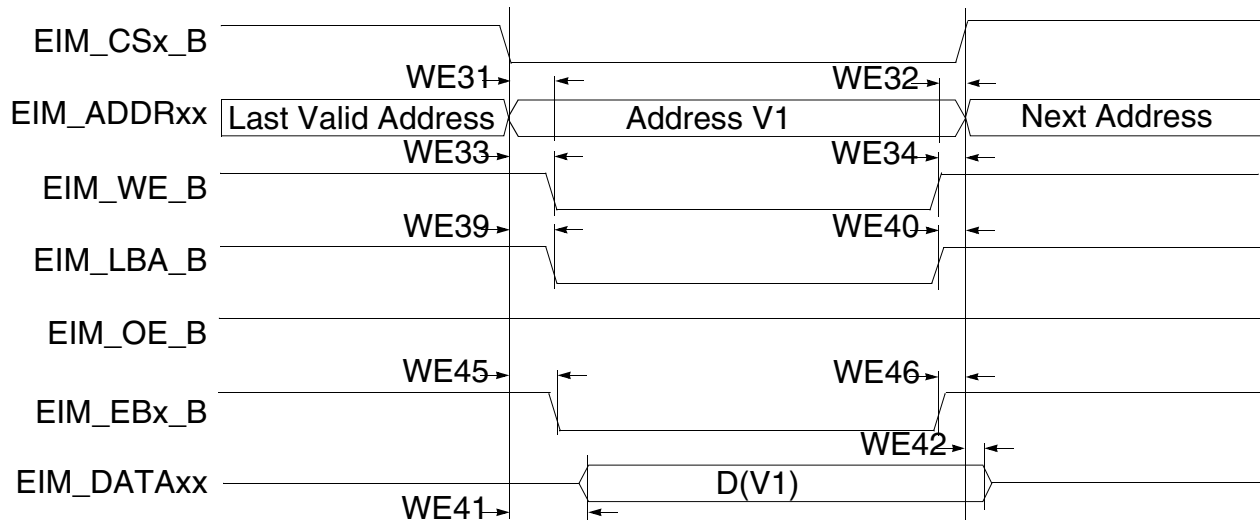 EIM_CSx_B
WE31 WE32
EIM_ADDRxx Last Valid Address Address V1 Next Address
WE33 WE34
EIM_WE_B
WE39 WE40
EIM_LBA_B
EIM_OE_B
WE45 WE46
EIM_EBx_B
WE42
EIM_DATAxx D(V1)
WE41